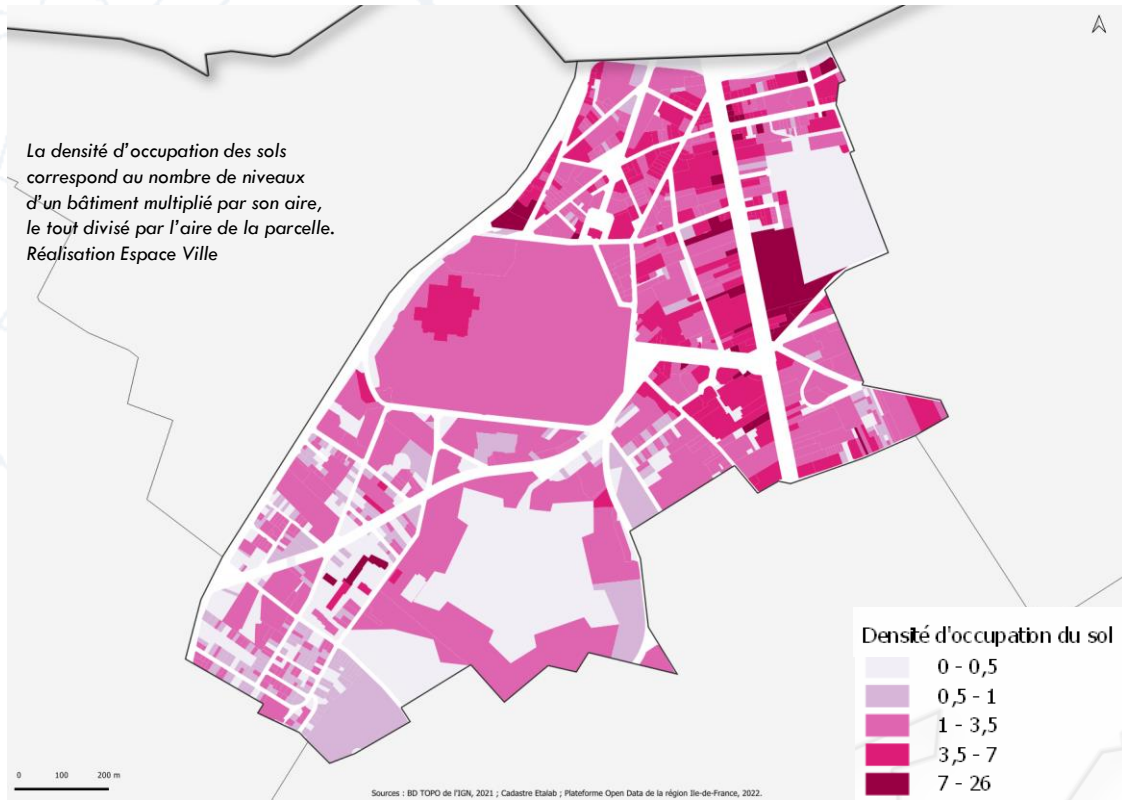 La densité d'occupation des sols
correspond au nombre de niveaux
d'un bâtiment multiplié par son aire,
le tout divisé par l'aire de la parcelle.
Réalisation Espace Ville
Densité d'occupation du sol
0 - 0,5
0,5 - 1
1 - 3,5
3,5 - 7
7 - 26
0 100 200 m
Sources : BD TOPO de l'IGN, 2021 ; Cadastre Etalab ; Plateforme Open Data de la région Ile-de-France, 2022.